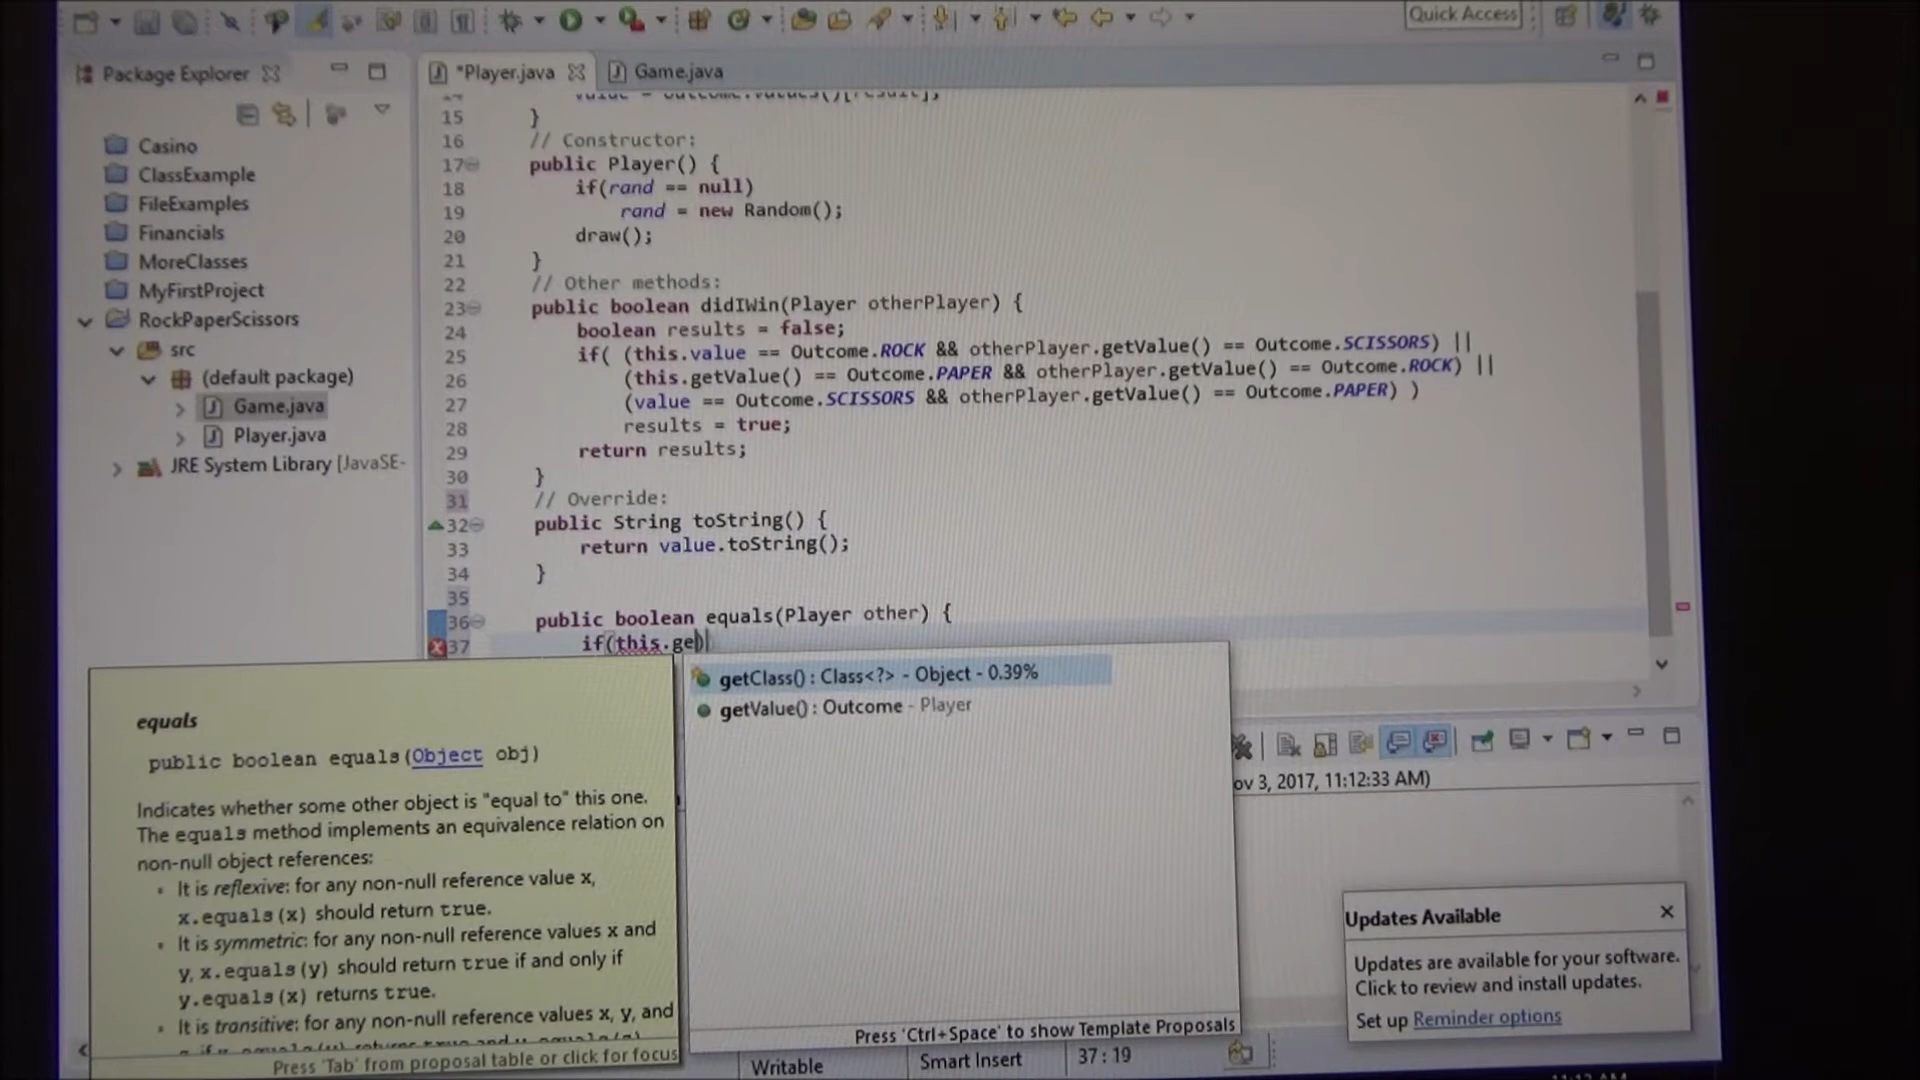 Quick Access
Package Explorer
*Player.java
Game.java
Casino
ClassExample
FileExamples
Financials
MoreClasses
MyFirstProject
RockPaperScissors
src
(default package)
Game.java
Player.java
JRE System Library [JavaSE-
14 value = Outcome.values()[result];
15 }
16 // Constructor:
17 public Player() {
18 if(rand == null)
19 rand = new Random();
20 draw();
21 }
22 // Other methods:
23 public boolean didIWin(Player otherPlayer) {
24 boolean results = false;
25 if( (this.value == Outcome.ROCK && otherPlayer.getValue() == Outcome.SCISSORS) ||
26 (this.getValue() == Outcome.PAPER && otherPlayer.getValue() == Outcome.ROCK) ||
27 (value == Outcome.SCISSORS && otherPlayer.getValue() == Outcome.PAPER) )
28 results = true;
29 return results;
30 }
31 // Override:
32 public String toString() {
33 return value.toString();
34 }
35
36 public boolean equals(Player other) {
37 if(this.ge)
getClass() : Class<?> - Object - 0.39%
getValue() : Outcome - Player
Press 'Ctrl+Space' to show Template Proposals
equals
public boolean equals(Object obj)
Indicates whether some other object is "equal to" this one.
The equals method implements an equivalence relation on
non-null object references:
• It is reflexive: for any non-null reference value x,
x.equals(x) should return true.
• It is symmetric: for any non-null reference values x and
y, x.equals(y) should return true if and only if
y.equals(x) returns true.
• It is transitive: for any non-null reference values x, y, and
Press 'Tab' from proposal table or click for focus
ov 3, 2017, 11:12:33 AM)
Updates Available
Updates are available for your software.
Click to review and install updates.
Set up Reminder options
Writable
Smart Insert
37 : 19